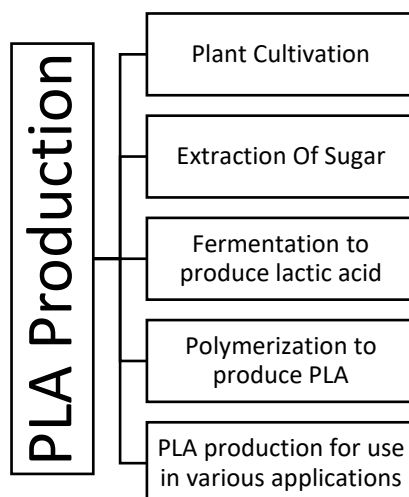 PLA Production
Plant Cultivation
Extraction Of Sugar
Fermentation to
produce lactic acid
Polymerization to
produce PLA
PLA production for use
in various applications